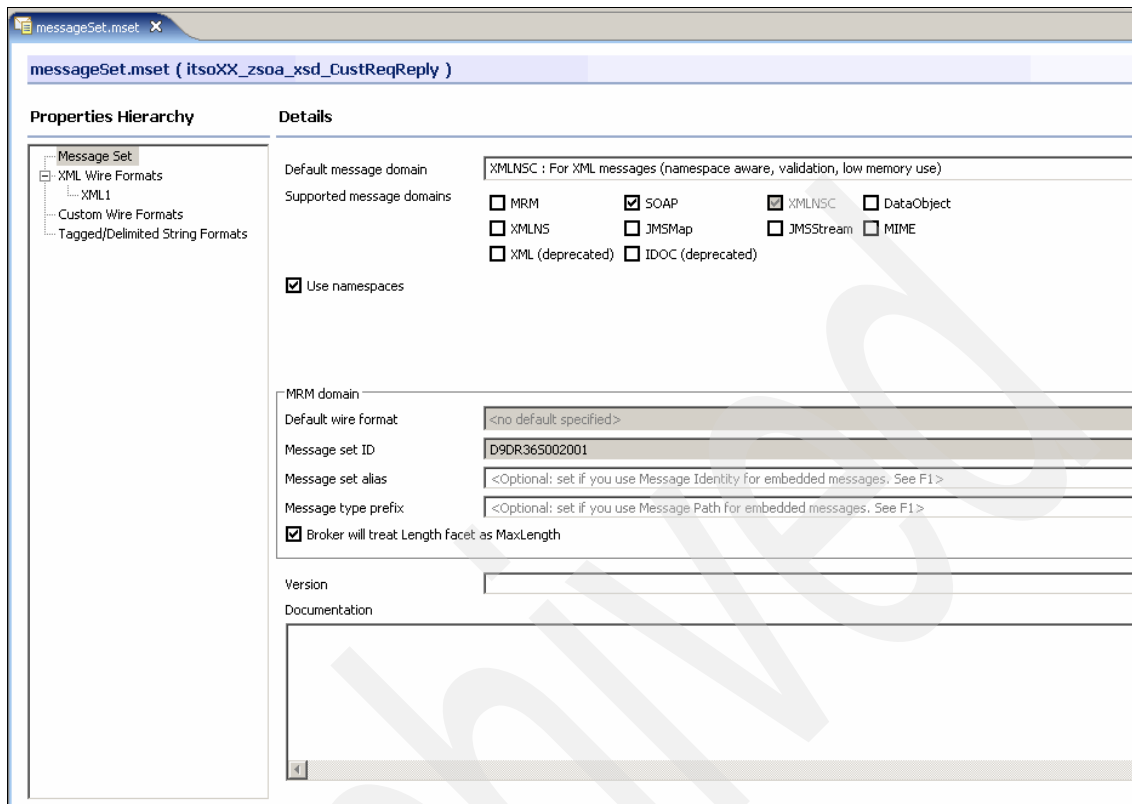 messageSet.mset
messageSet.mset ( itsoXX_zsoa_xsd_CustReqReply )
Properties Hierarchy
Message Set
XML Wire Formats
XML1
Custom Wire Formats
Tagged/Delimited String Formats
Details
Default message domain XMLNSC : For XML messages (namespace aware, validation, low memory use)
Supported message domains
MRM SOAP XMLNSC DataObject
XMLNS JMSMap JMSStream MIME
XML (deprecated) IDOC (deprecated)
Use namespaces
MRM domain
Default wire format <no default specified>
Message set ID D9DR36S002001
Message set alias <Optional: set if you use Message Identity for embedded messages. See F1>
Message type prefix <Optional: set if you use Message Path for embedded messages. See F1>
Broker will treat Length facet as MaxLength
Version
Documentation
hived